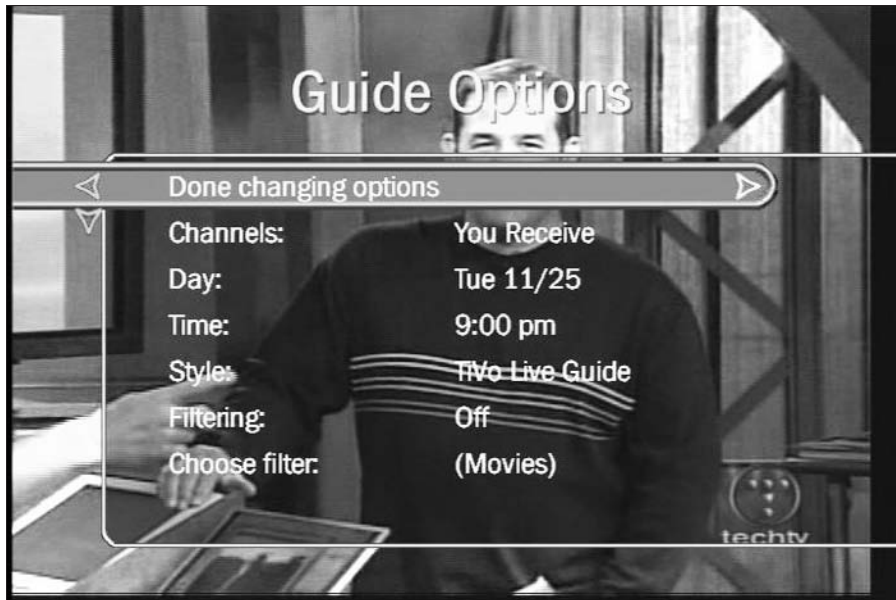 Guide Options
Done changing options
Channels: You Receive
Day: Tue 11/25
Time: 9:00 pm
Style: TiVo Live Guide
Filtering: Off
Choose filter: (Movies)
techtv